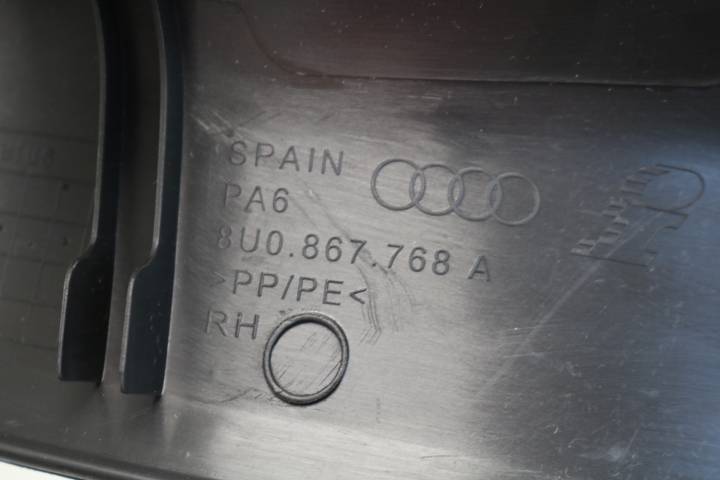 SPAIN
PA6
8U0.867.768 A
>PP/PE<
RH